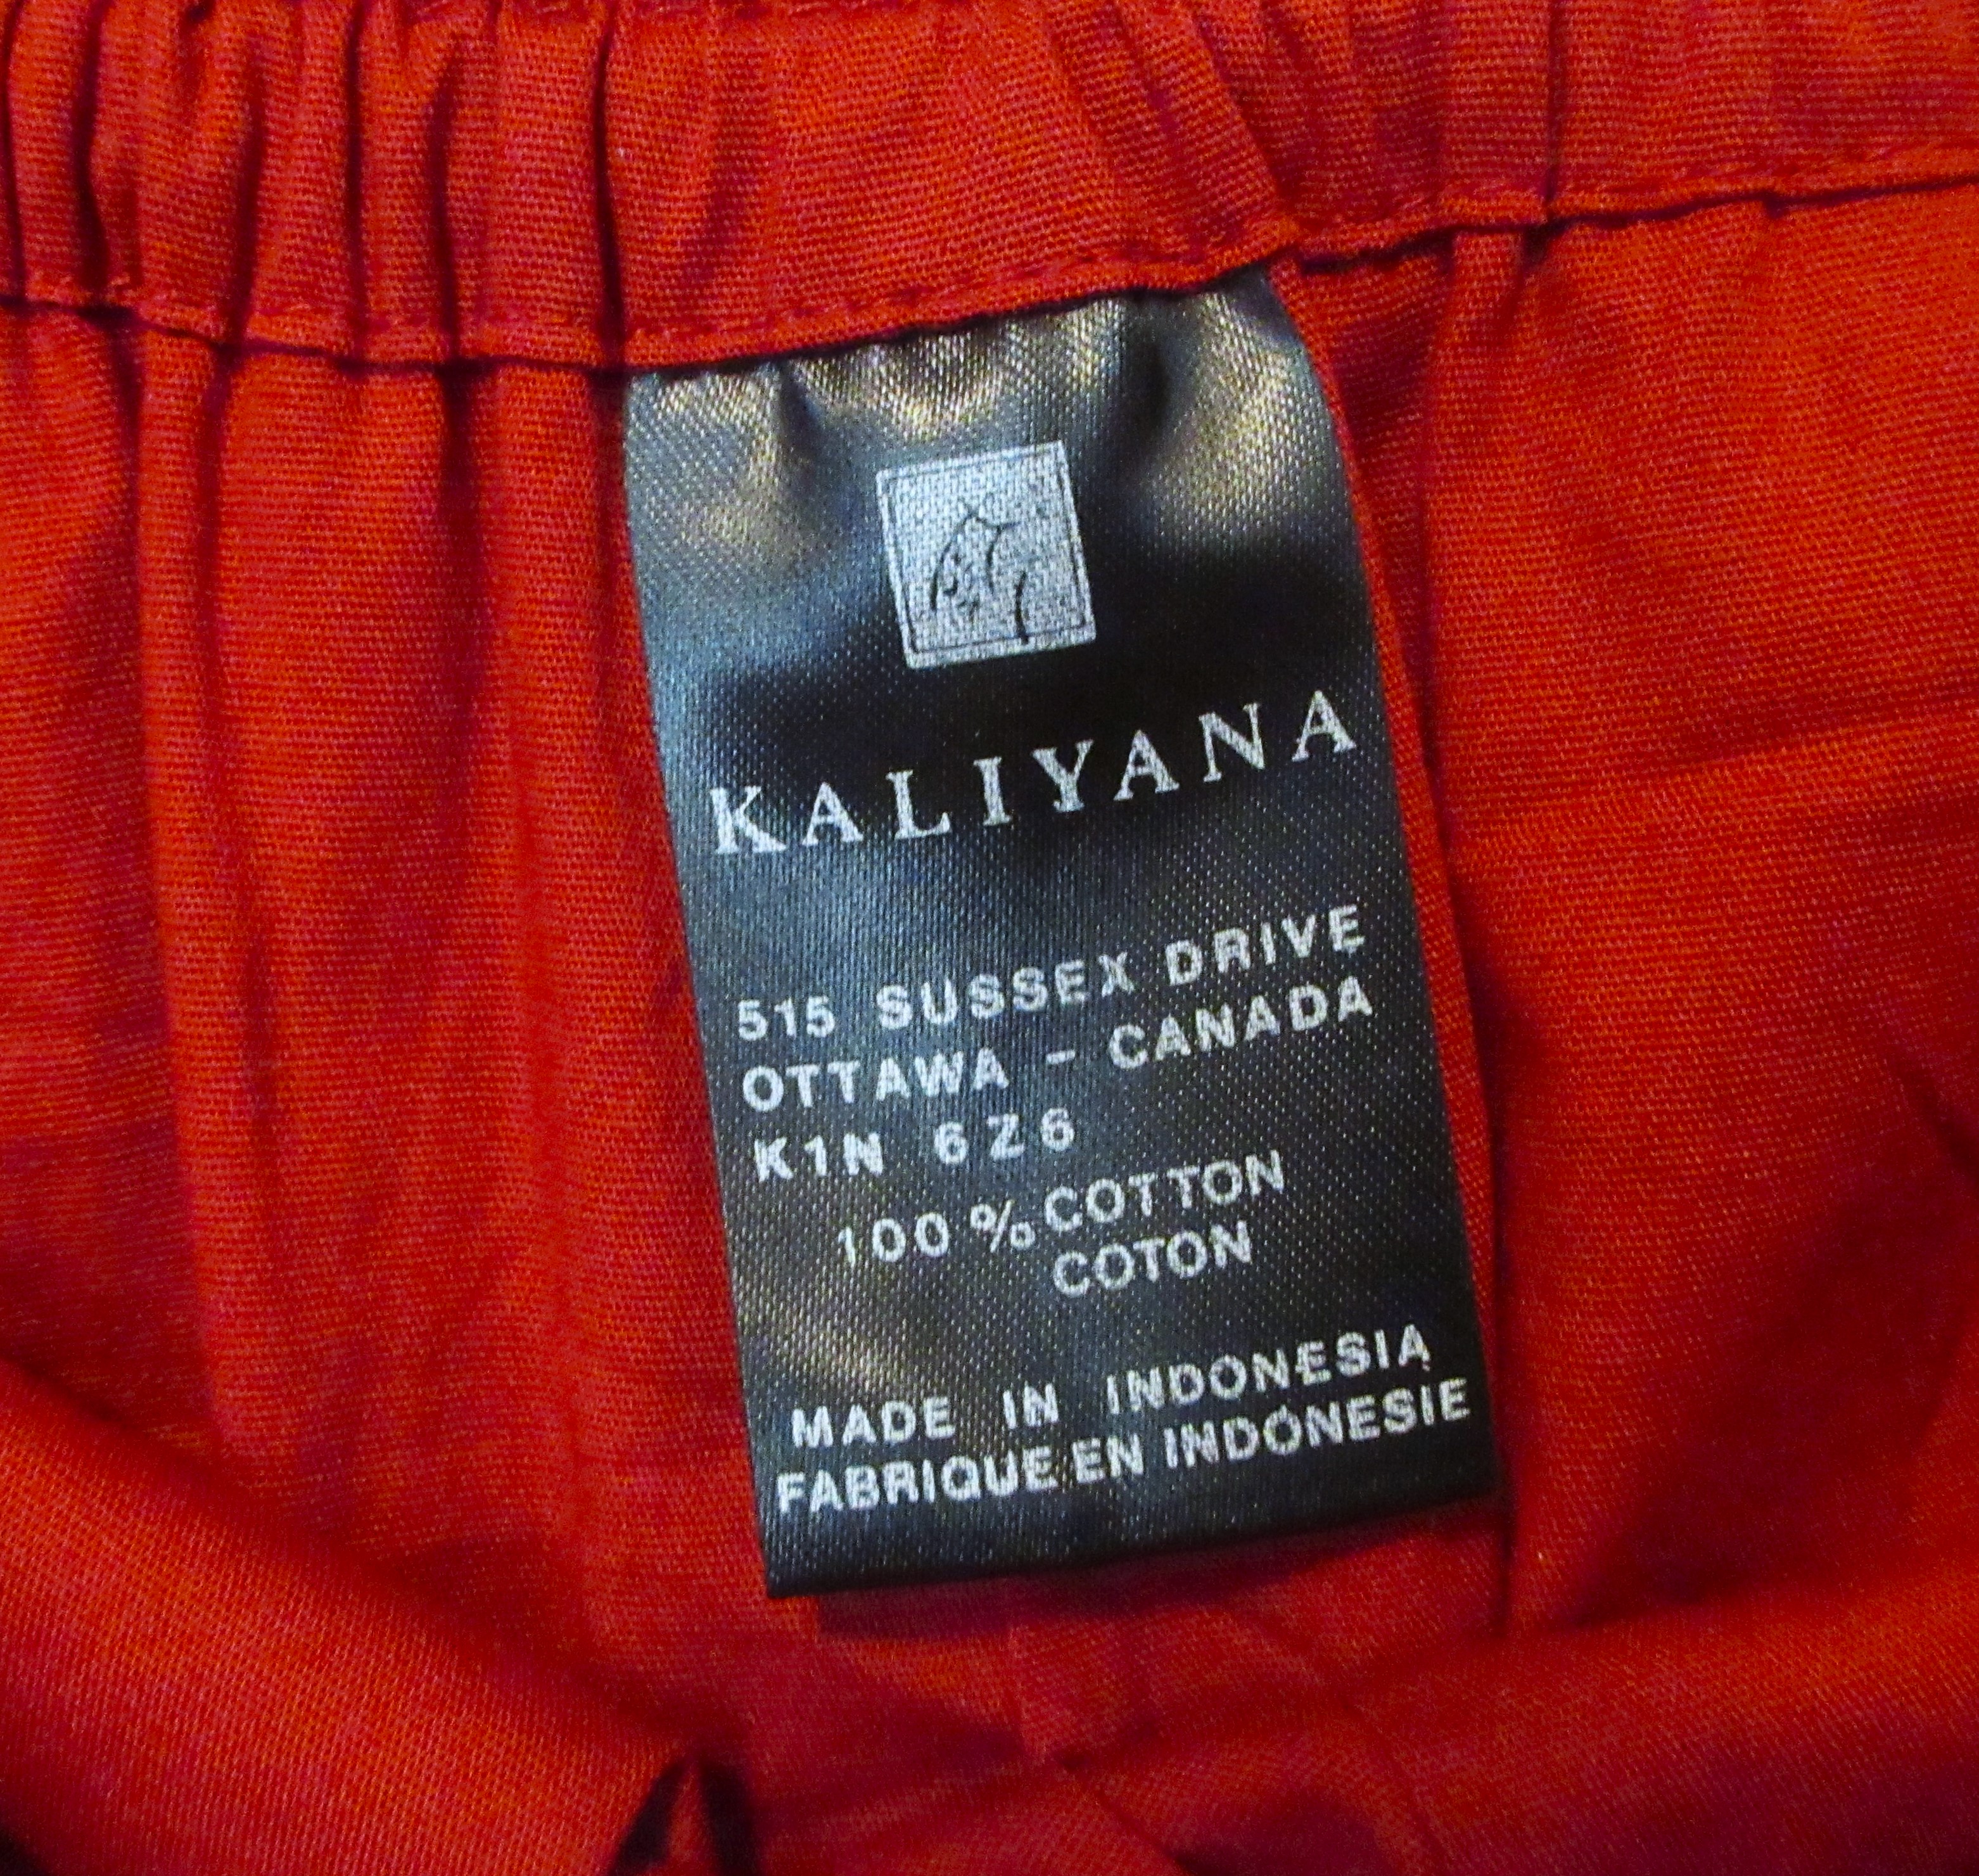 KALIYANA
515 SUSSEX DRIVE
OTTAWA - CANADA
K1N 6Z6
100 % COTTON
COTON
MADE IN INDONESIA
FABRIQUE EN INDONESIE